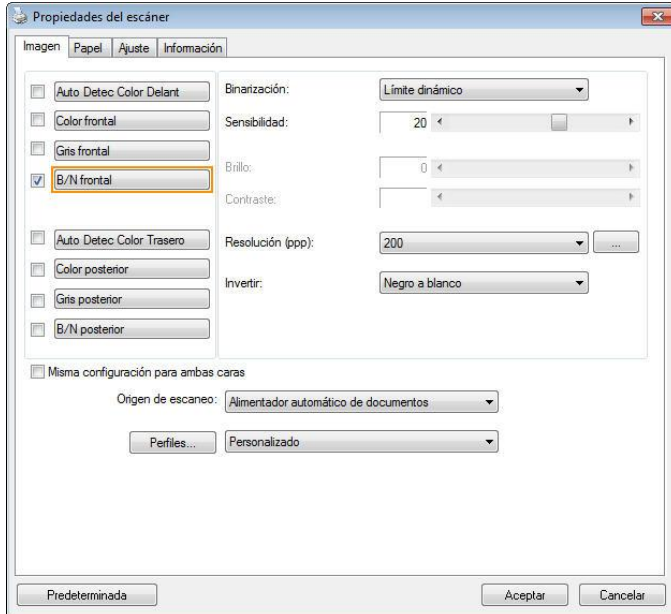 Propiedades del escáner
Imagen Papel Ajuste Información
Auto Detec Color Delant
Color frontal
Gris frontal
B/N frontal
Auto Detec Color Trasero
Color posterior
Gris posterior
B/N posterior
Binarización: Límite dinámico
Sensibilidad: 20
Brillo: 0
Contraste:
Resolución (ppp): 200 ...
Invertir: Negro a blanco
Misma configuración para ambas caras
Origen de escaneo: Alimentador automático de documentos
Perfiles... Personalizado
Predeterminada Aceptar Cancelar